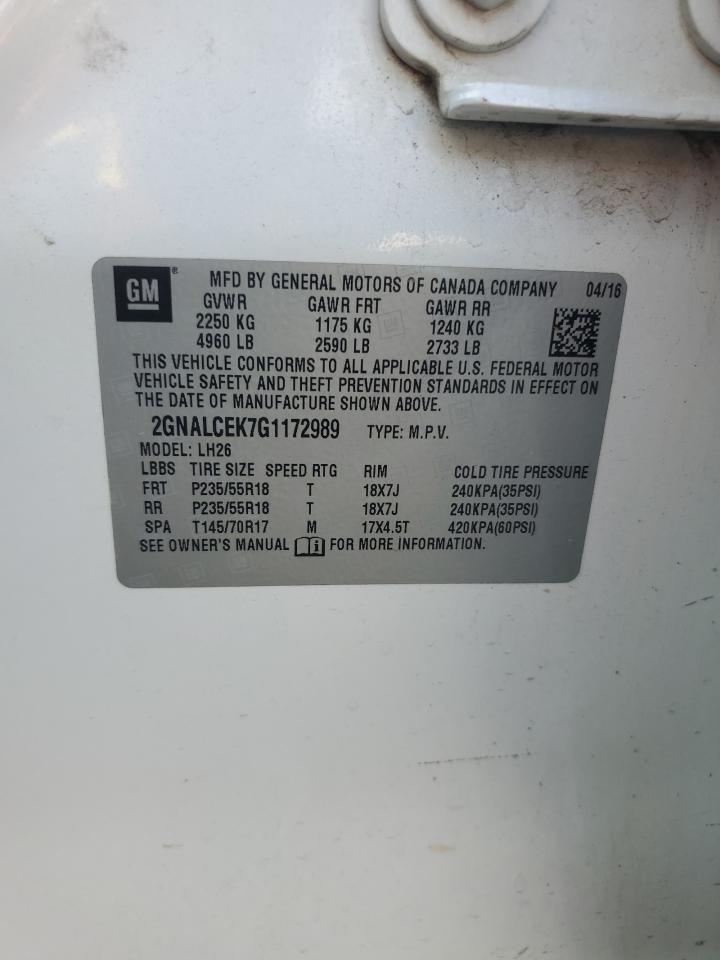 GM ® MFD BY GENERAL MOTORS OF CANADA COMPANY 04/16
GVWR GAWR FRT GAWR RR
2250 KG 1175 KG 1240 KG
4960 LB 2590 LB 2733 LB
THIS VEHICLE CONFORMS TO ALL APPLICABLE U.S. FEDERAL MOTOR
VEHICLE SAFETY AND THEFT PREVENTION STANDARDS IN EFFECT ON
THE DATE OF MANUFACTURE SHOWN ABOVE.
2GNALCEK7G1172989 TYPE: M.P.V.
MODEL: LH26
LBBS TIRE SIZE SPEED RTG RIM COLD TIRE PRESSURE
FRT P235/55R18 T 18X7J 240KPA(35PSI)
RR P235/55R18 T 18X7J 240KPA(35PSI)
SPA T145/70R17 M 17X4.5T 420KPA(60PSI)
SEE OWNER'S MANUAL i FOR MORE INFORMATION.